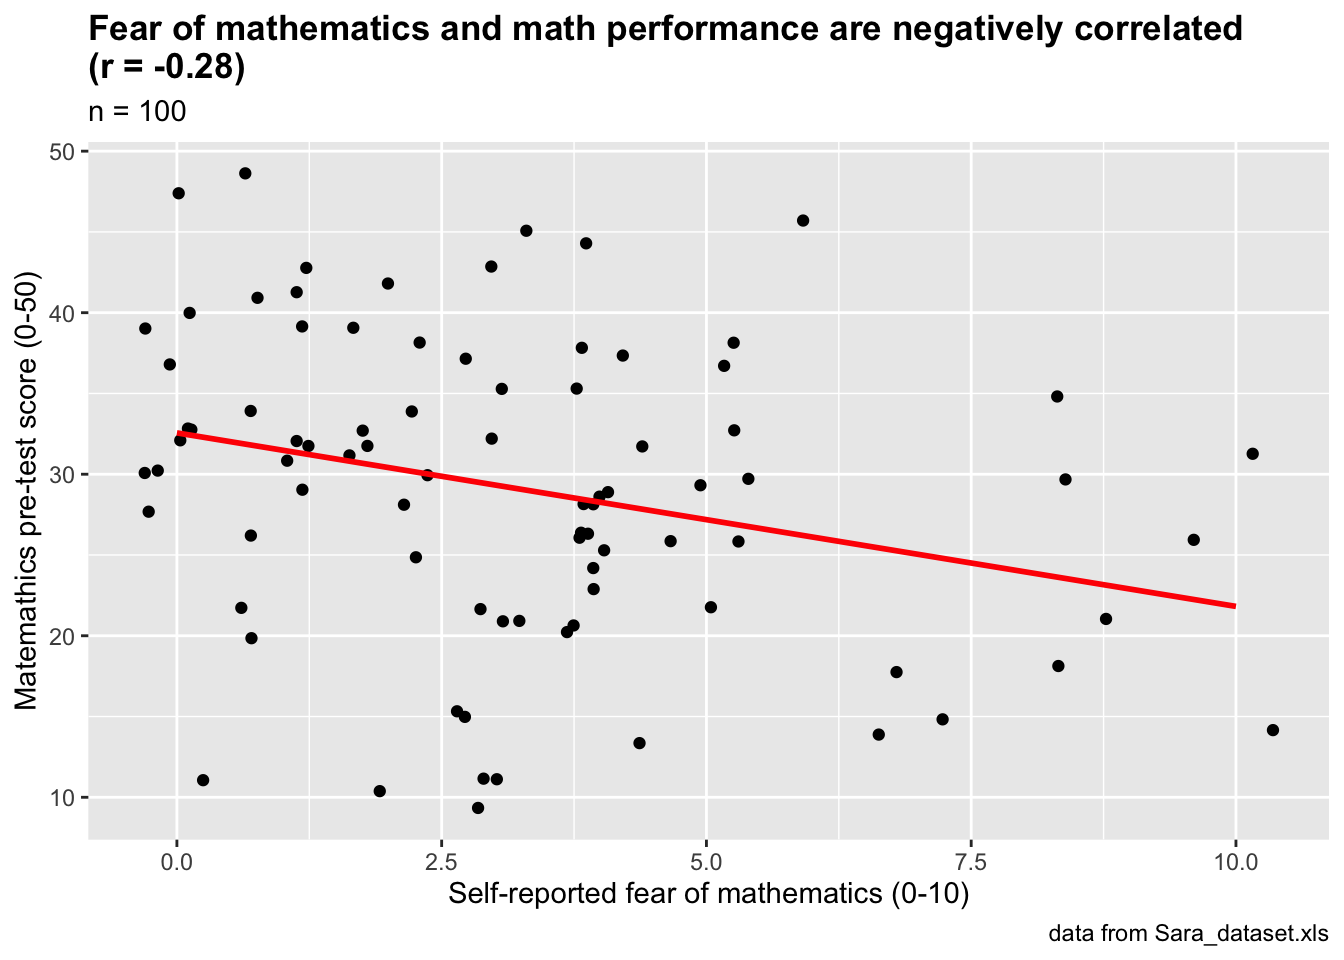 Fear of mathematics and math performance are negatively correlated
(r = -0.28)
n = 100
50
40
30
20
10
Matemathics pre-test score (0-50)
0.0 2.5 5.0 7.5 10.0
Self-reported fear of mathematics (0-10)
data from Sara_dataset.xls